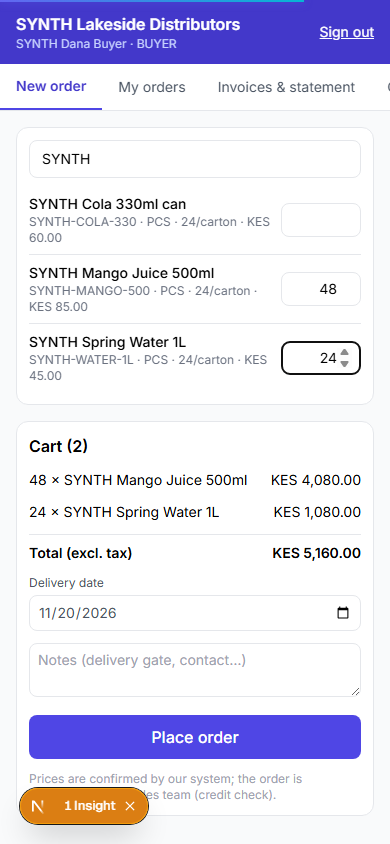 SYNTH Lakeside Distributors
SYNTH Dana Buyer · BUYER
Sign out
New order
My orders
Invoices & statement
SYNTH
SYNTH Cola 330ml can
SYNTH-COLA-330 · PCS · 24/carton · KES
60.00
SYNTH Mango Juice 500ml
SYNTH-MANGO-500 · PCS · 24/carton ·
KES 85.00
48
SYNTH Spring Water 1L
SYNTH-WATER-1L · PCS · 24/carton · KES
45.00
24
Cart (2)
48 × SYNTH Mango Juice 500ml KES 4,080.00
24 × SYNTH Spring Water 1L KES 1,080.00
Total (excl. tax) KES 5,160.00
Delivery date
11/20/2026
Notes (delivery gate, contact…)
Place order
Prices are confirmed by our system; the order is
team (credit check).
N 1 Insight